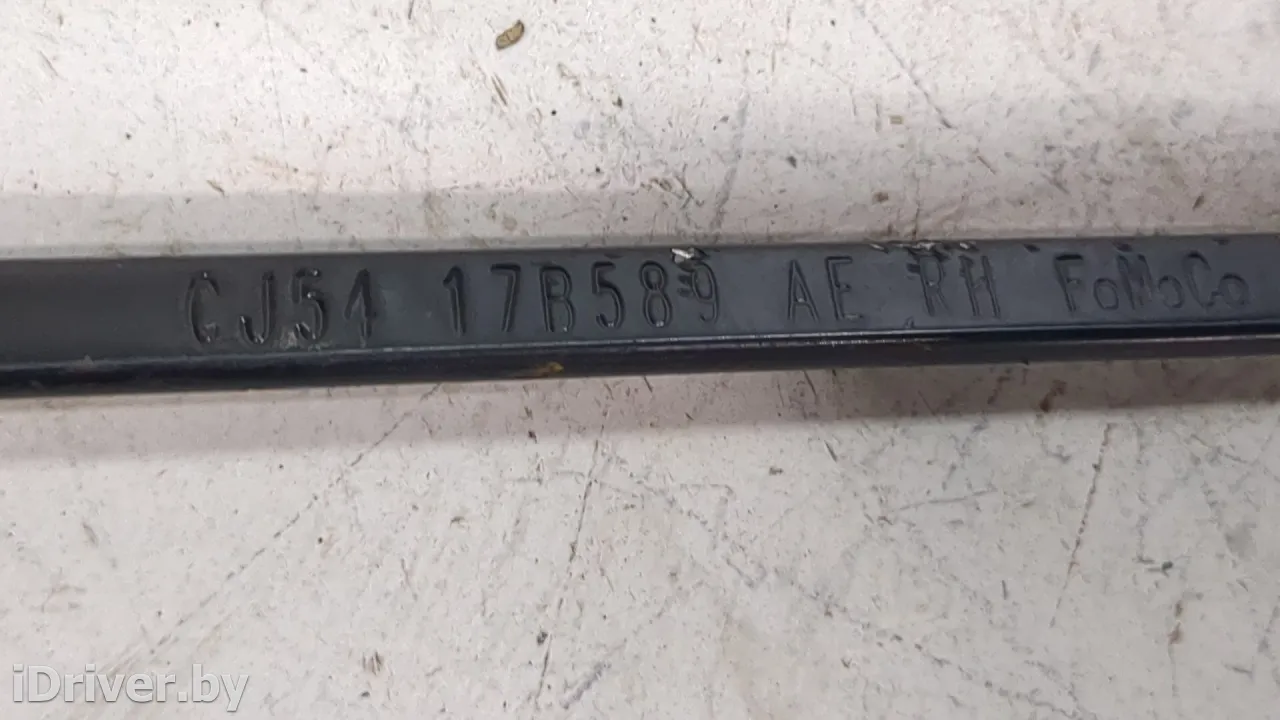 CJ54 17B589 AE RH FoMoCo
iDriver.by